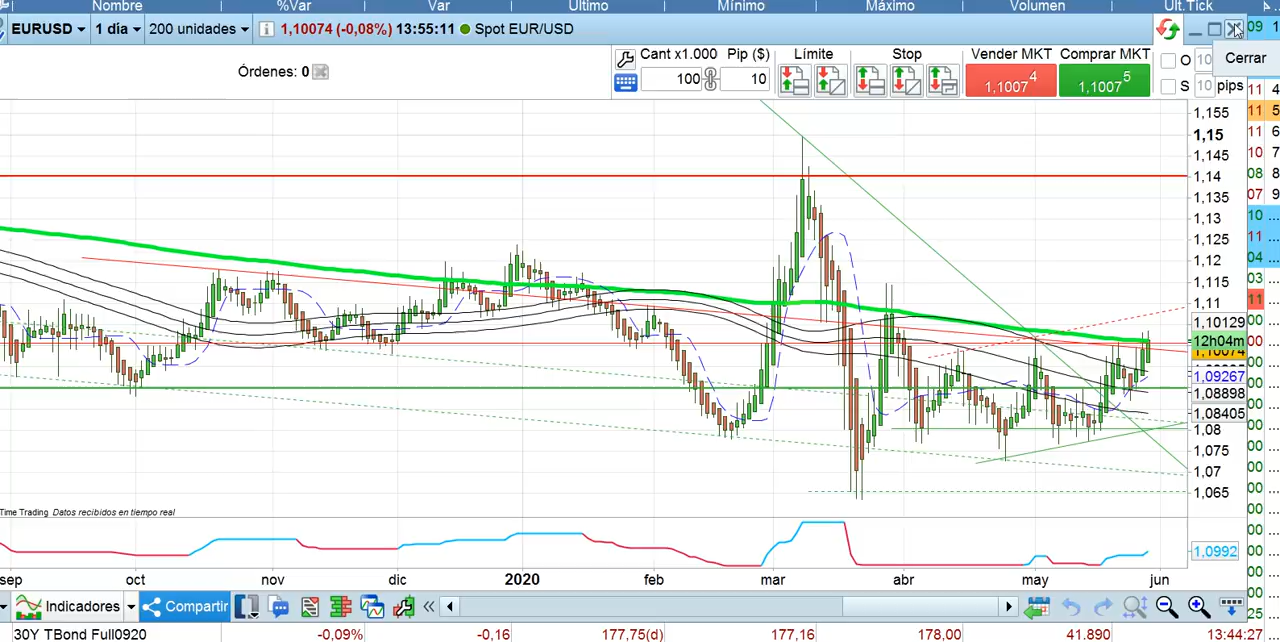 Nombre %Var Var Último Mínimo Máximo Volumen Últ.Tick
EURUSD 1 día 200 unidades 1,10074 (-0,08%) 13:55:11 Spot EUR/USD
Cerrar
Órdenes: 0
Cant x1.000 Pip ($) Límite Stop Vender MKT Comprar MKT
100 10 1,1007 4 1,1007 5
O 10
S 10 pips
1,155
1,15
1,145
1,14
1,135
1,13
1,125
1,12
1,115
1,11
1,10129
12h04m
1,10074
1,09267
1,08898
1,08405
1,08
1,075
1,07
1,065
Time Trading Datos recibidos en tiempo real
1,0992
sep oct nov dic 2020 feb mar abr may jun
Indicadores Compartir
30Y TBond Full0920 -0,09% -0,16 177,75(d) 177,16 178,00 41.890 13:44:27